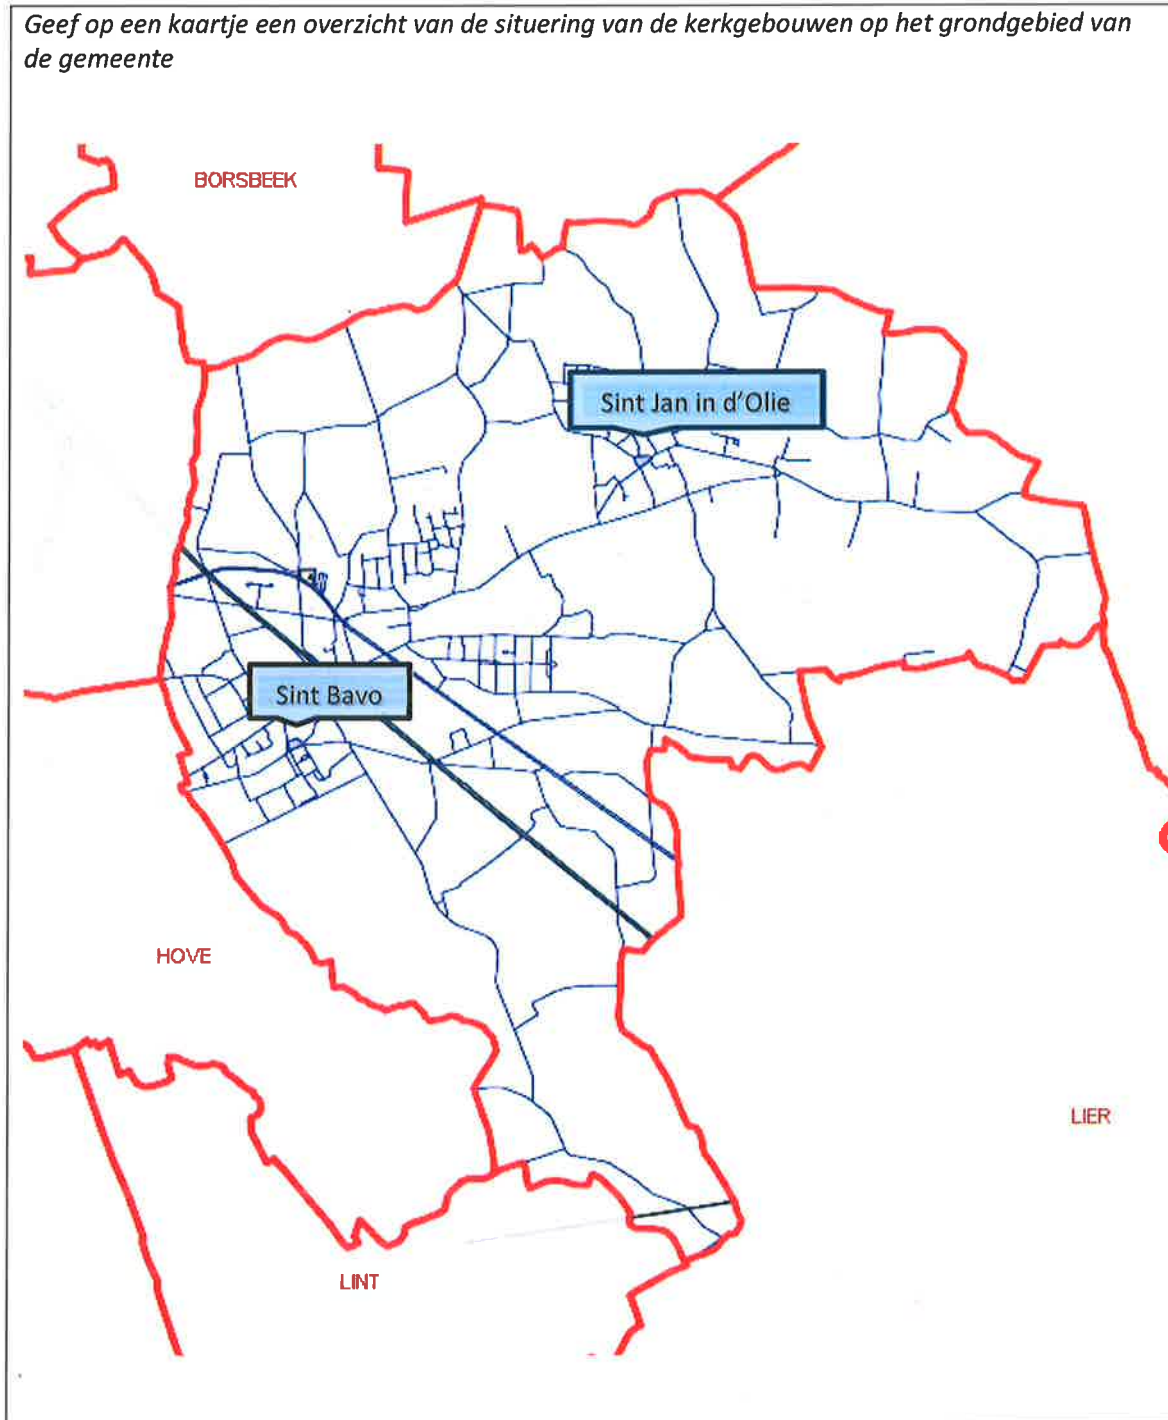 Geef op een kaartje een overzicht van de situering van de kerkgebouwen op het grondgebied van
de gemeente
BORSBEEK
Sint Jan in d'Olie
Sint Bavo
HOVE
LIER
LINT